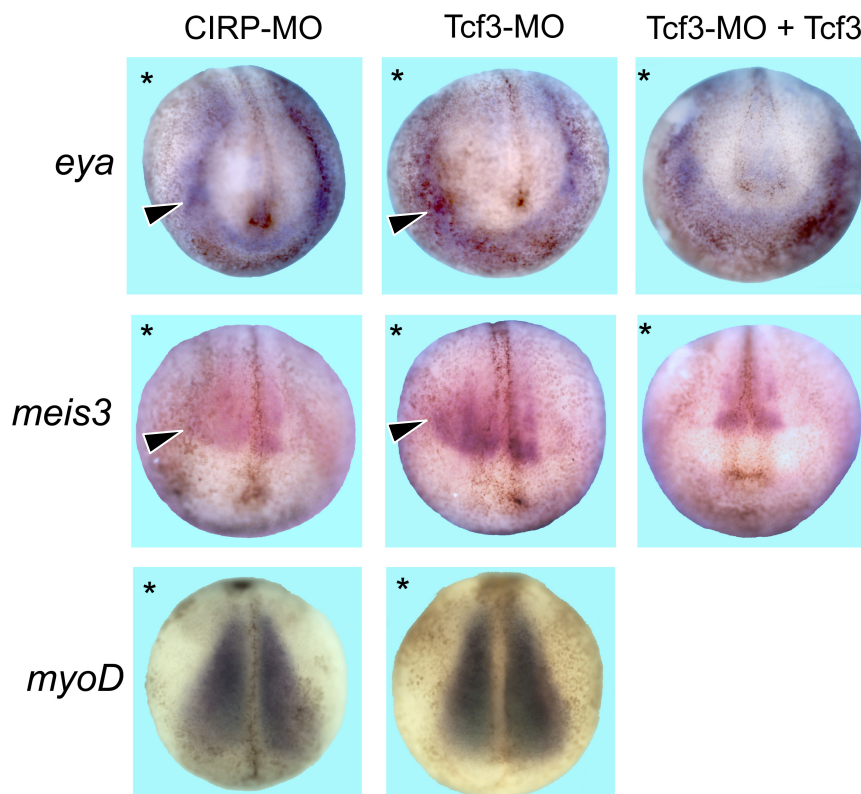 CIRP-MO Tcf3-MO Tcf3-MO + Tcf3
* * *
eya
* * *
meis3
* *
myoD